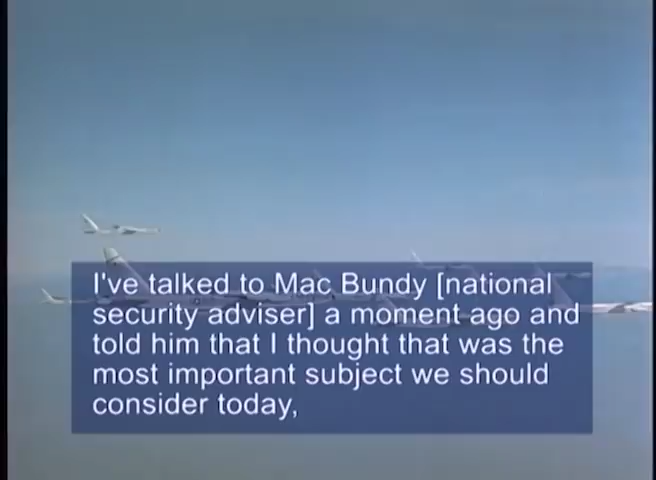 I've talked to Mac Bundy [national
security adviser] a moment ago and
told him that I thought that was the
most important subject we should
consider today,